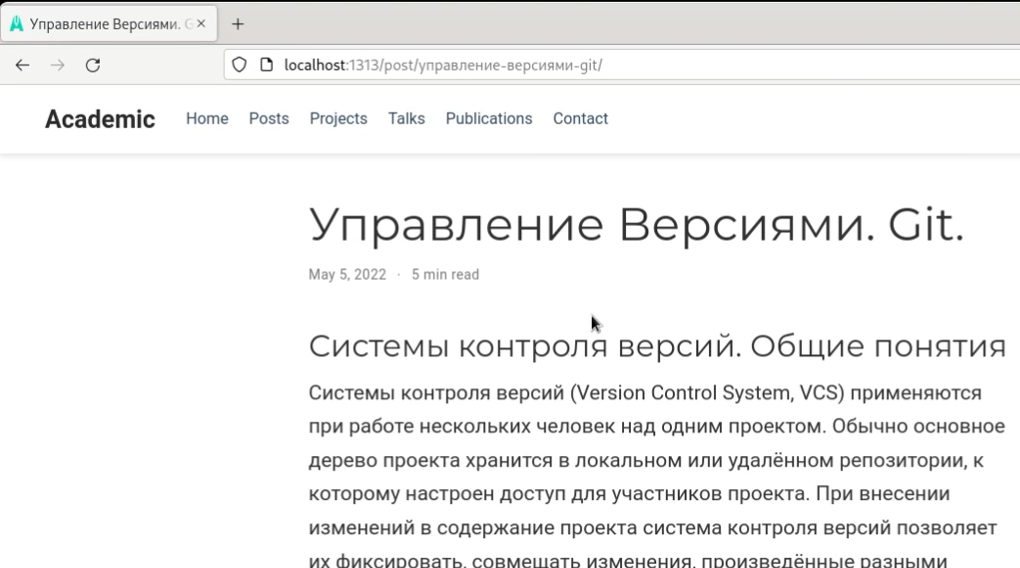 Управление Версиями. G
localhost:1313/post/управление-версиями-git/
Academic Home Posts Projects Talks Publications Contact
Управление Версиями. Git.
May 5, 2022 · 5 min read
Системы контроля версий. Общие понятия
Системы контроля версий (Version Control System, VCS) применяются
при работе нескольких человек над одним проектом. Обычно основное
дерево проекта хранится в локальном или удалённом репозитории, к
которому настроен доступ для участников проекта. При внесении
изменений в содержание проекта система контроля версий позволяет
их фиксировать, совмещать изменения, произведённые разными